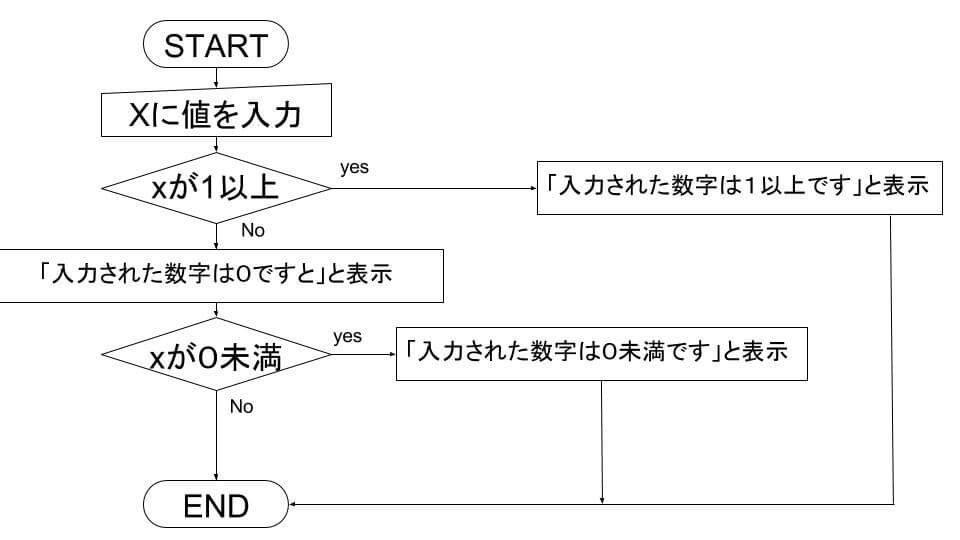 START
Xに値を入力
xが1以上
yes
「入力された数字は１以上です」と表示
No
「入力された数字は0ですと」と表示
xが0未満
yes
「入力された数字は0未満です」と表示
No
END